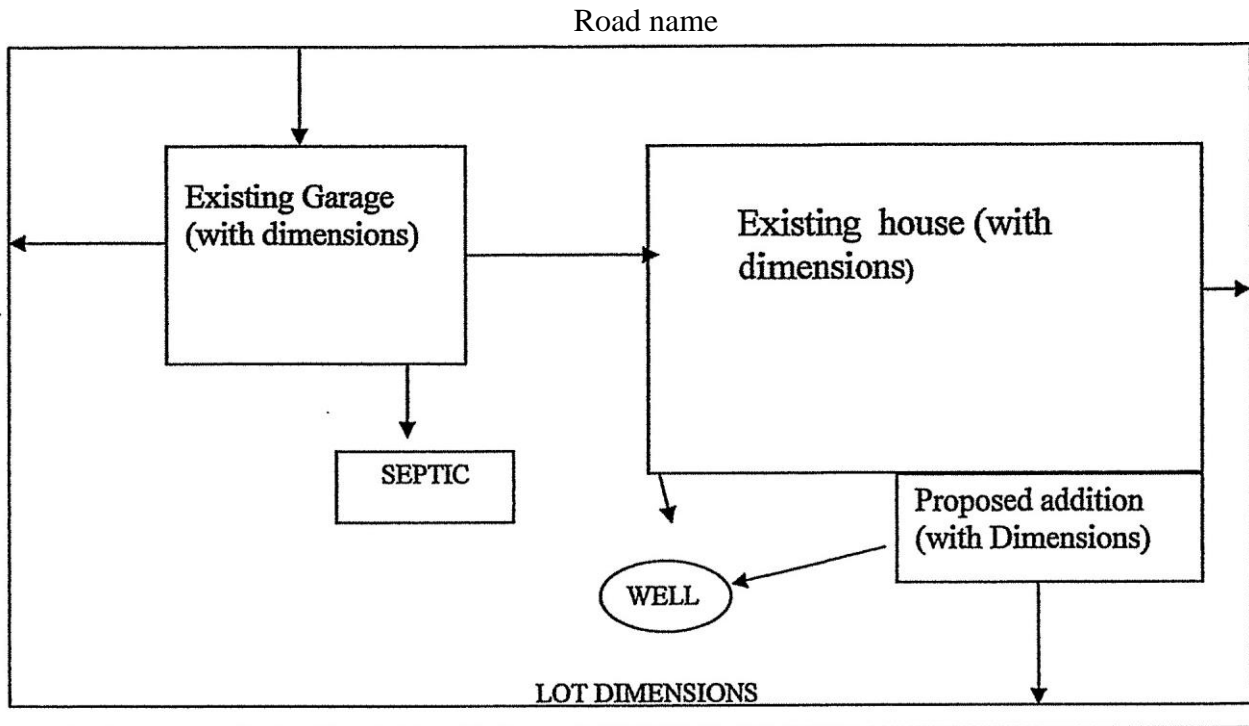 Road name
Existing Garage
(with dimensions)
Existing house (with
dimensions)
SEPTIC
Proposed addition
(with Dimensions)
WELL
LOT DIMENSIONS